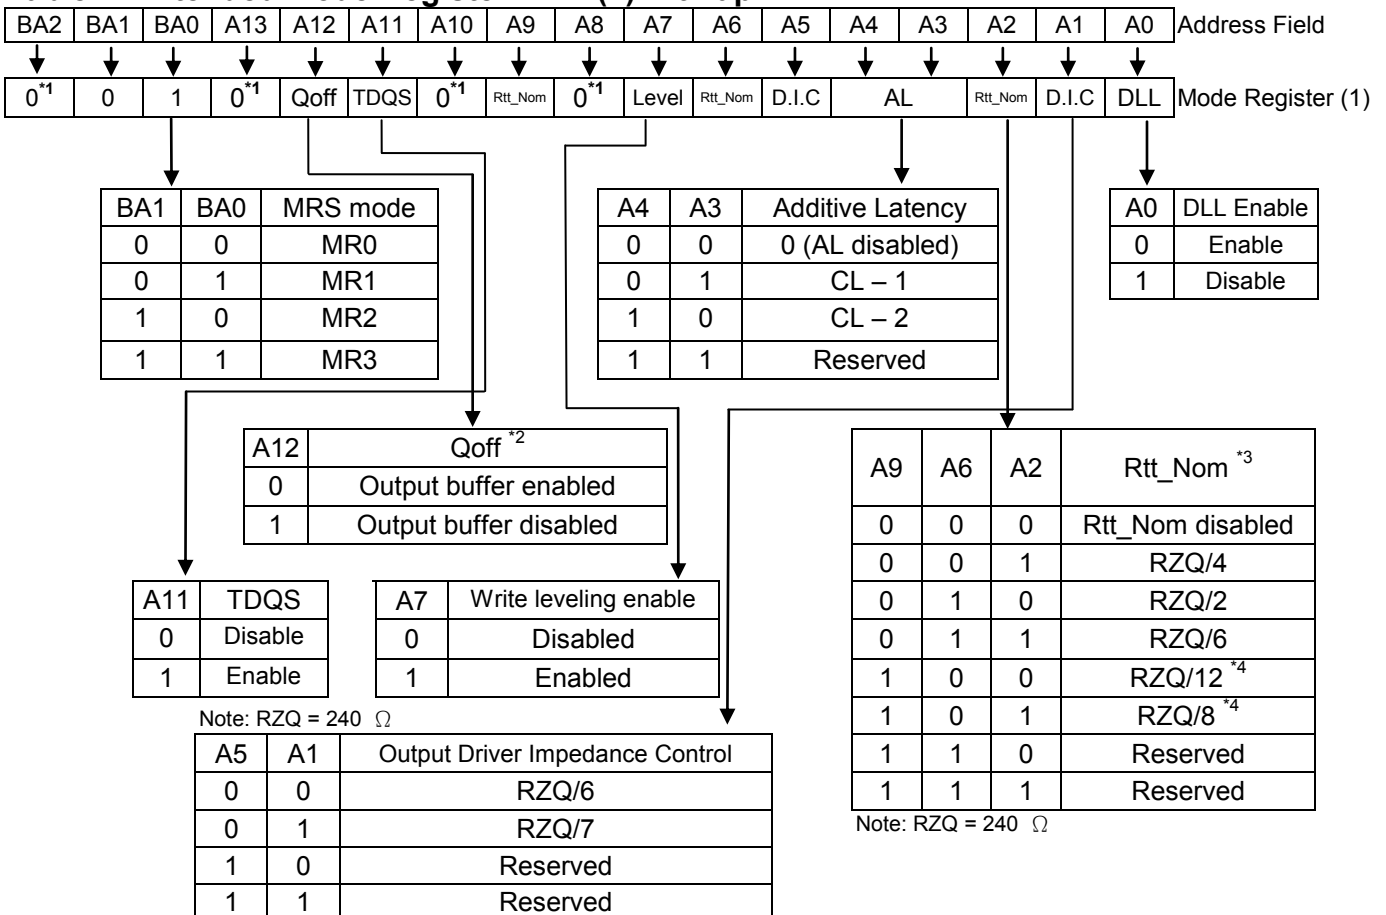 BA2 BA1 BA0 A13 A12 A11 A10 A9 A8 A7 A6 A5 A4 A3 A2 A1 A0 Address Field
0*1 0 1 0*1 Qoff TDQS 0*1 Rtt_Nom 0*1 Level Rtt_Nom D.I.C AL Rtt_Nom D.I.C DLL Mode Register (1)
BA1 BA0 MRS mode
0 0 MR0
0 1 MR1
1 0 MR2
1 1 MR3
A4 A3 Additive Latency
0 0 0 (AL disabled)
0 1 CL – 1
1 0 CL – 2
1 1 Reserved
A0 DLL Enable
0 Enable
1 Disable
A12 Qoff *2
0 Output buffer enabled
1 Output buffer disabled
A9 A6 A2 Rtt_Nom *3
0 0 0 Rtt_Nom disabled
0 0 1 RZQ/4
0 1 0 RZQ/2
0 1 1 RZQ/6
1 0 0 RZQ/12 *4
1 0 1 RZQ/8 *4
1 1 0 Reserved
1 1 1 Reserved
Note: RZQ = 240 Ω
A11 TDQS
0 Disable
1 Enable
A7 Write leveling enable
0 Disabled
1 Enabled
Note: RZQ = 240 Ω
A5 A1 Output Driver Impedance Control
0 0 RZQ/6
0 1 RZQ/7
1 0 Reserved
1 1 Reserved